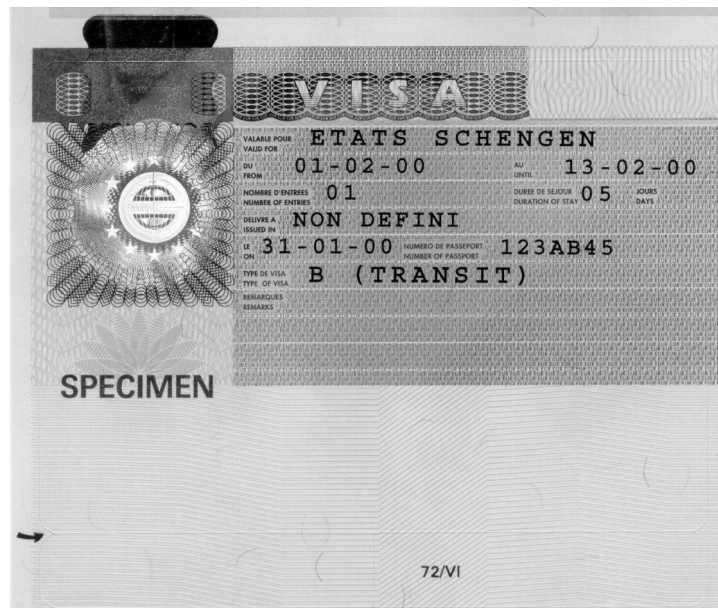 VISA
VALABLE POUR ETATS SCHENGEN
VALID FOR
DU 01-02-00 AU 13-02-00
FROM UNTIL
NOMBRE D'ENTREES 01 DUREE DE SEJOUR 05 JOURS
NUMBER OF ENTRIES DURATION OF STAY DAYS
DELIVRE A NON DEFINI
ISSUED IN
LE 31-01-00 NUMERO DE PASSEPORT 123AB45
ON NUMBER OF PASSPORT
TYPE DE VISA B (TRANSIT)
TYPE OF VISA
REMARQUES
REMARKS
SPECIMEN
72/VI